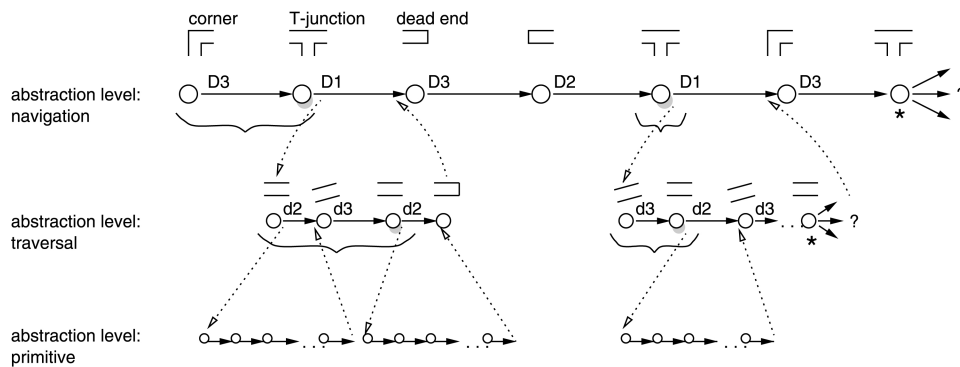 corner T-junction dead end
D3 D1 D3 D2 D1 D3
abstraction level:
navigation
?
*
d2 d3 d2 d3 d2 d3
abstraction level:
traversal
. . . ?
*
abstraction level:
primitive
. . . . . . . . .